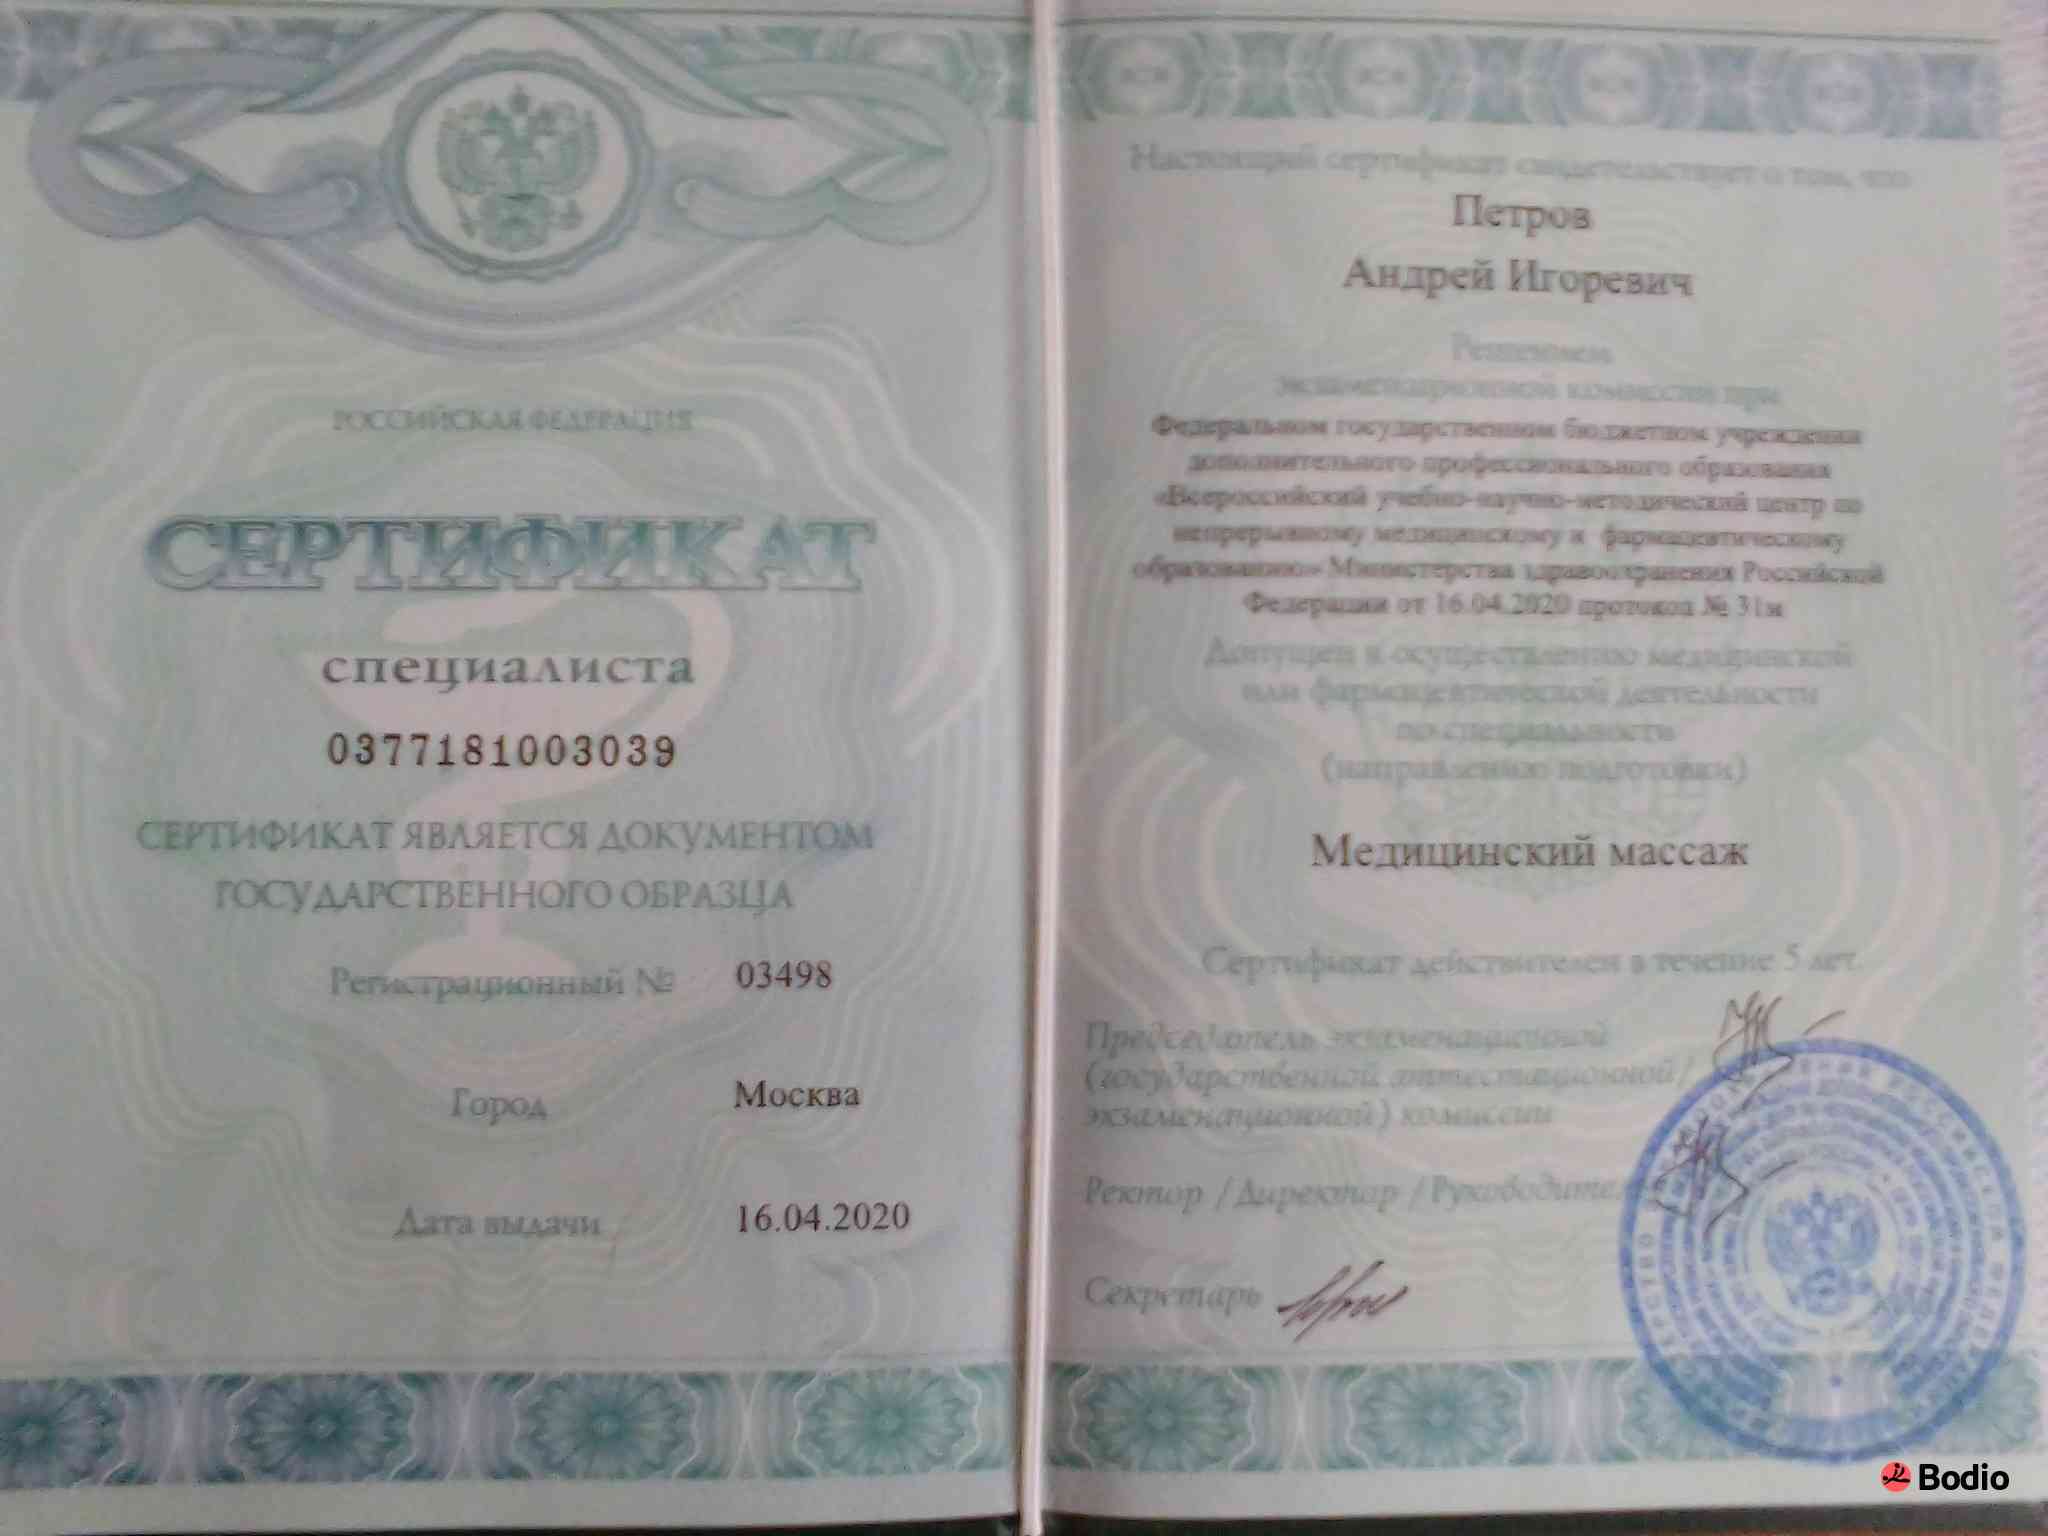 РОССИЙСКАЯ ФЕДЕРАЦИЯ
СЕРТИФИКАТ
специалиста
0377181003039
СЕРТИФИКАТ ЯВЛЯЕТСЯ ДОКУМЕНТОМ
ГОСУДАРСТВЕННОГО ОБРАЗЦА
Регистрационный № 03498
Город Москва
Дата выдачи 16.04.2020
Настоящий сертификат свидетельствует о том, что
Петров
Андрей Игоревич
Решением
экзаменационной комиссии при
Федеральном государственном бюджетном учреждении
дополнительного профессионального образования
«Всероссийский учебно-научно-методический центр по
непрерывному медицинскому и фармацевтическому
образованию» Министерства здравоохранения Российской
Федерации от 16.04.2020 протокол № 31м
Допущен к осуществлению медицинской
или фармацевтической деятельности
по специальности
(направлению подготовки)
Медицинский массаж
Сертификат действителен в течение 5 лет.
Председатель экзаменационной
(государственной аттестационной/
экзаменационной) комиссии
Ректор / Директор / Руководитель
Секретарь
Bodio